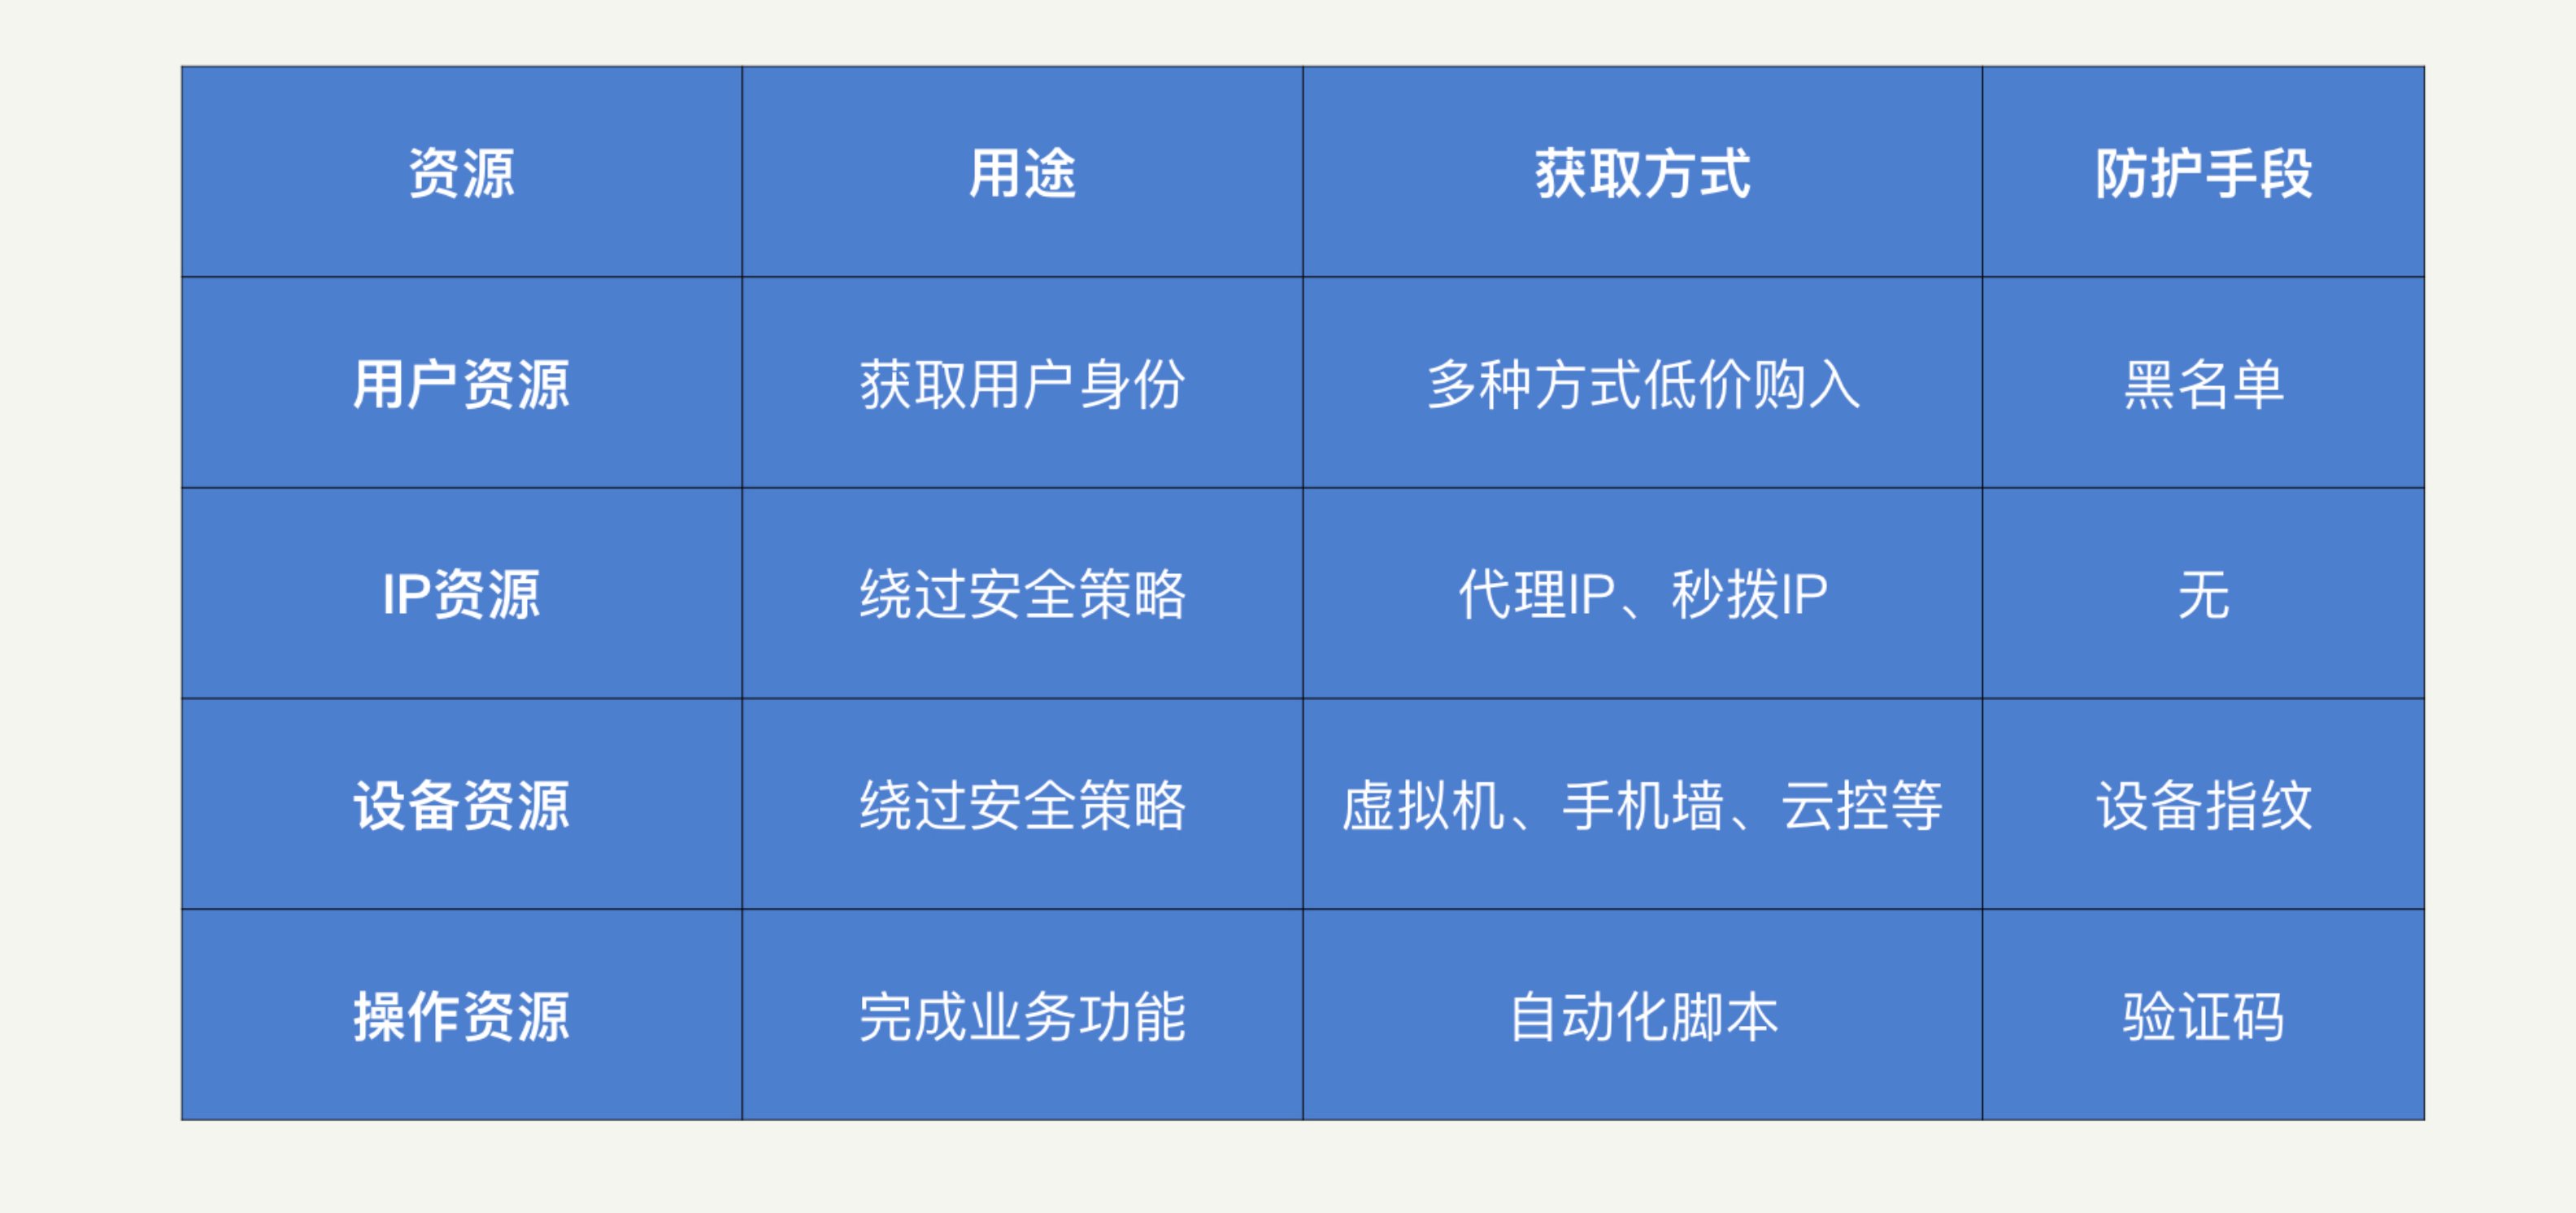 资源 用途 获取方式 防护手段
用户资源 获取用户身份 多种方式低价购入 黑名单
IP资源 绕过安全策略 代理IP、秒拨IP 无
设备资源 绕过安全策略 虚拟机、手机墙、云控等 设备指纹
操作资源 完成业务功能 自动化脚本 验证码